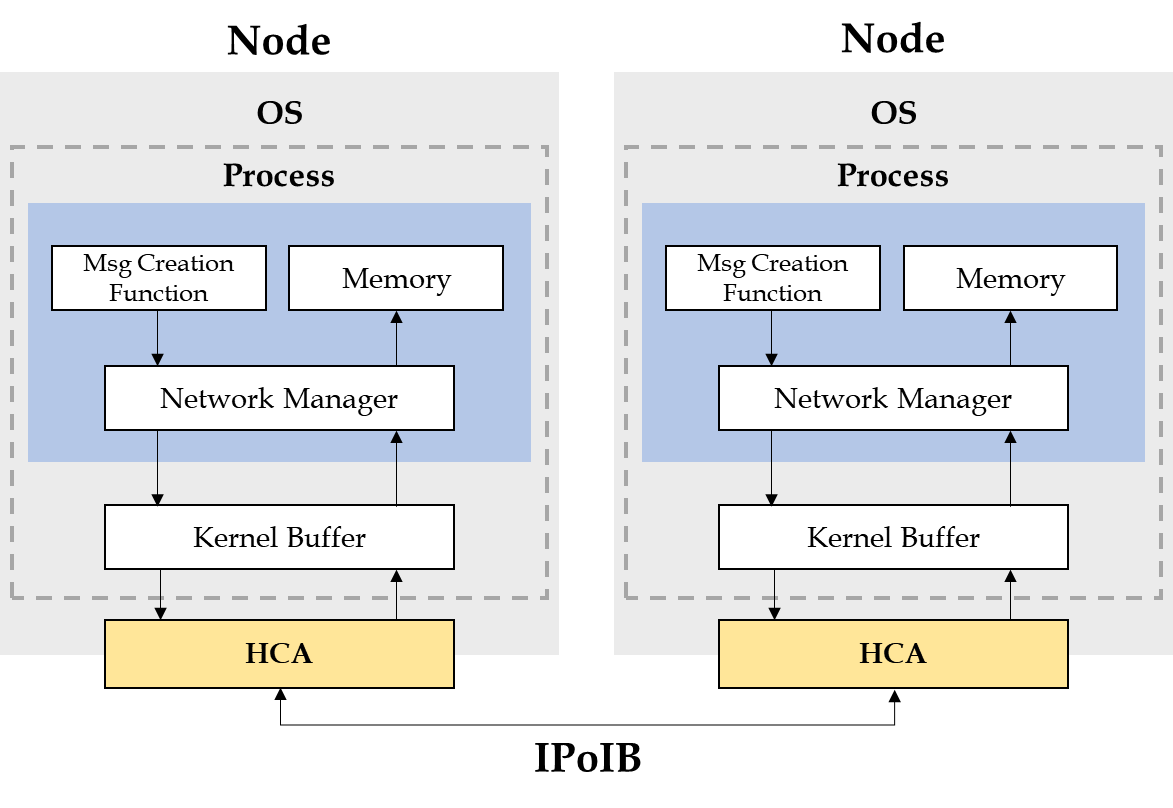 Node
OS
Process
Msg Creation
Function
Memory
Network Manager
Kernel Buffer
HCA
Node
OS
Process
Msg Creation
Function
Memory
Network Manager
Kernel Buffer
HCA
IPoIB